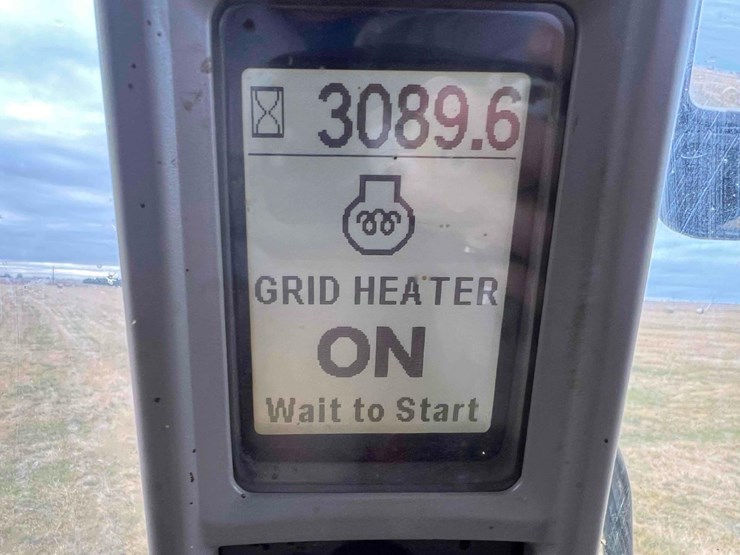 3089.6
GRID HEATER
ON
Wait to Start